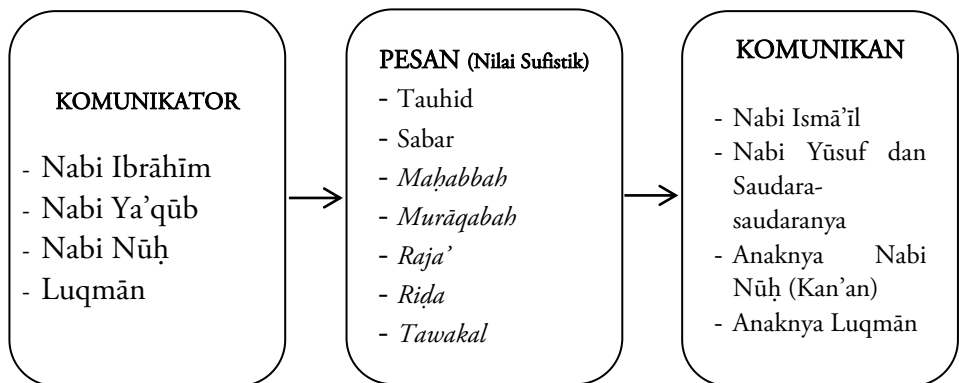 KOMUNIKATOR
- Nabi Ibrāhīm
- Nabi Ya’qūb
- Nabi Nūḥ
- Luqmān
PESAN (Nilai Sufistik)
- Tauhid
- Sabar
- Maḥabbah
- Murāqabah
- Raja’
- Riḍa
- Tawakal
KOMUNIKAN
- Nabi Ismā’īl
- Nabi Yūsuf dan
Saudara-
saudaranya
- Anaknya Nabi
Nūḥ (Kan’an)
- Anaknya Luqmān